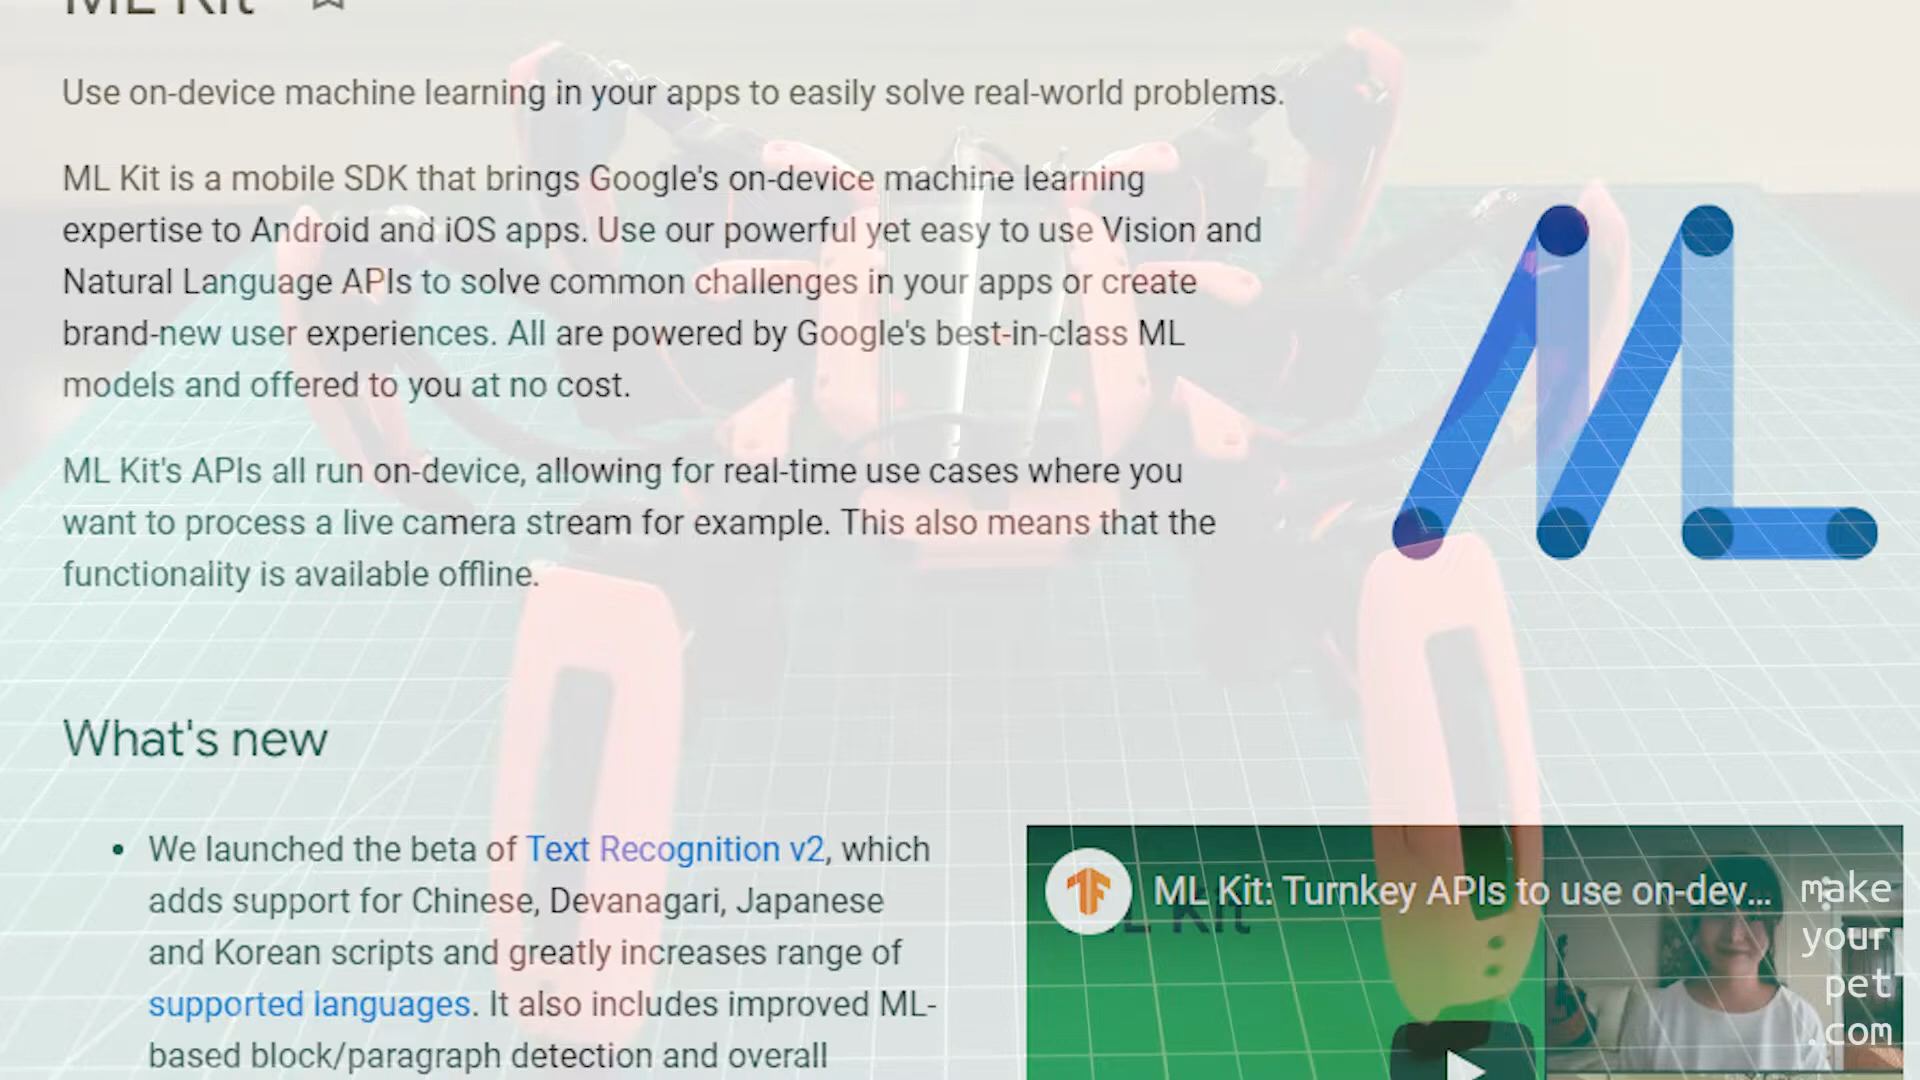 ML Kit
Use on-device machine learning in your apps to easily solve real-world problems.
ML Kit is a mobile SDK that brings Google's on-device machine learning
expertise to Android and iOS apps. Use our powerful yet easy to use Vision and
Natural Language APIs to solve common challenges in your apps or create
brand-new user experiences. All are powered by Google's best-in-class ML
models and offered to you at no cost.
ML Kit's APIs all run on-device, allowing for real-time use cases where you
want to process a live camera stream for example. This also means that the
functionality is available offline.
ML
What's new
• We launched the beta of Text Recognition v2, which
adds support for Chinese, Devanagari, Japanese
and Korean scripts and greatly increases range of
supported languages. It also includes improved ML-
based block/paragraph detection and overall
ML Kit: Turnkey APIs to use on-dev...
ML Kit
make
your
pet
.com